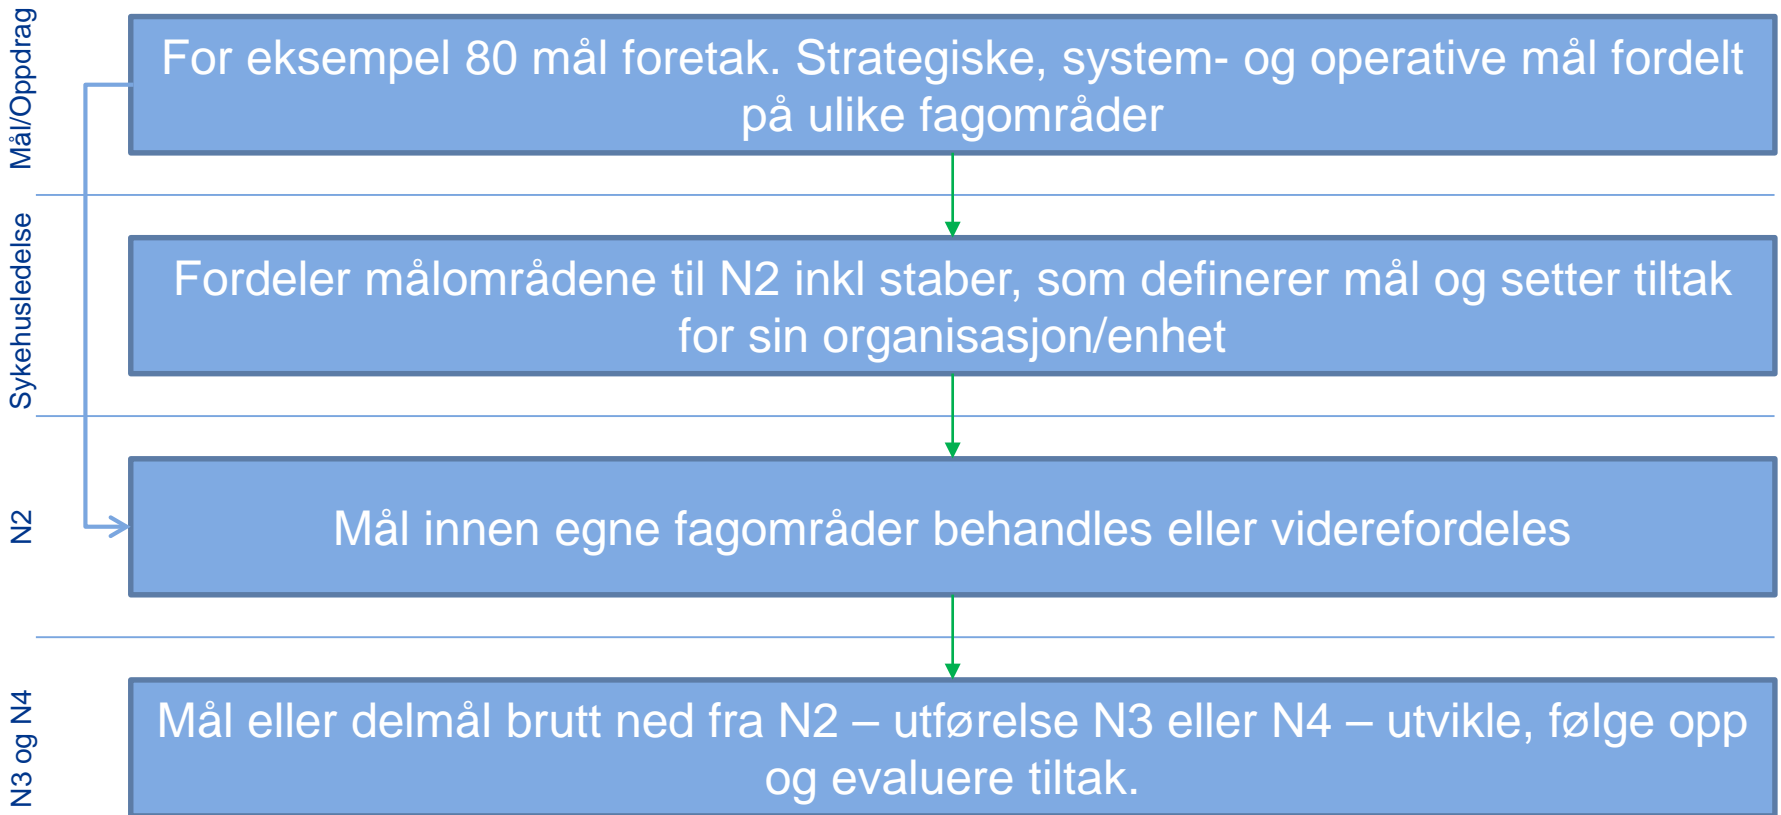 Mål/Oppdrag
For eksempel 80 mål foretak. Strategiske, system- og operative mål fordelt
på ulike fagområder
Sykehusledelse
Fordeler målområdene til N2 inkl staber, som definerer mål og setter tiltak
for sin organisasjon/enhet
N2
Mål innen egne fagområder behandles eller viderefordeles
N3 og N4
Mål eller delmål brutt ned fra N2 – utførelse N3 eller N4 – utvikle, følge opp
og evaluere tiltak.